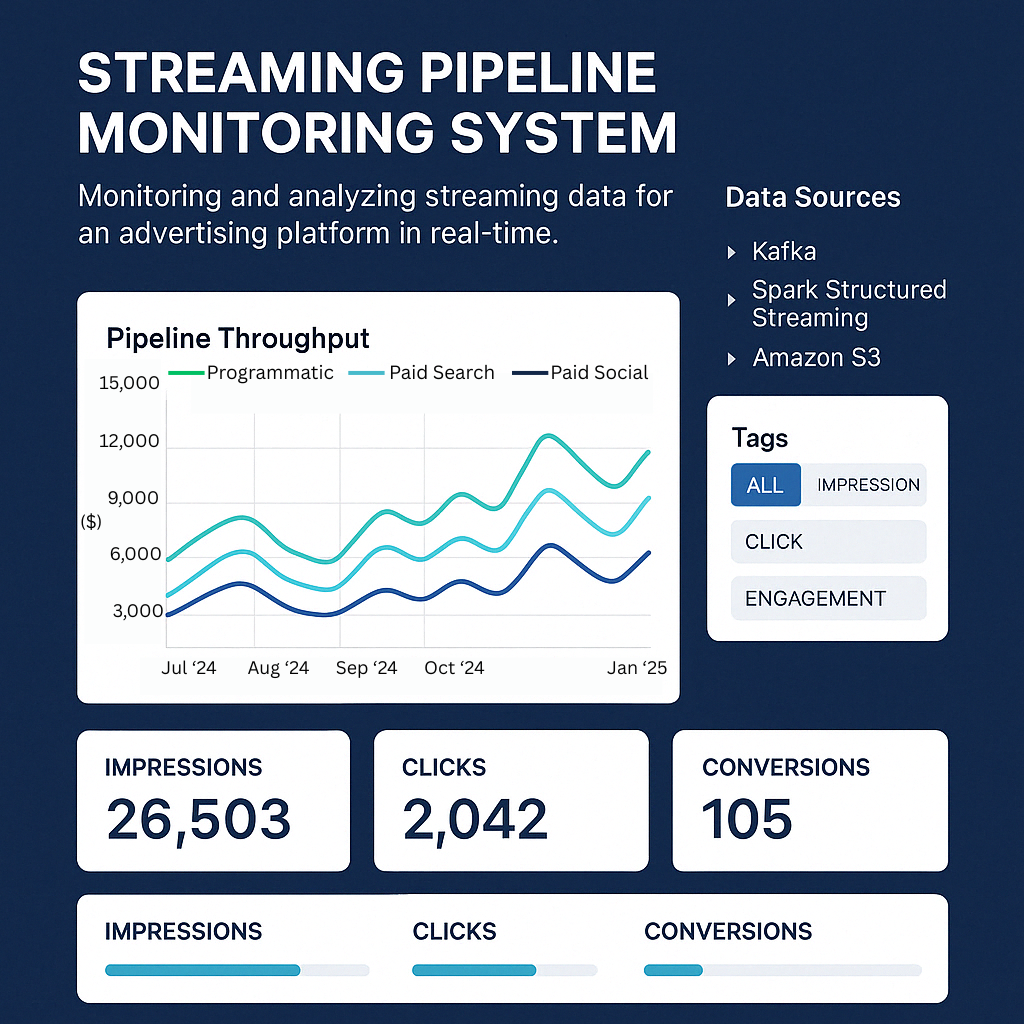 STREAMING PIPELINE
MONITORING SYSTEM
Monitoring and analyzing streaming data for
an advertising platform in real-time.
Data Sources
Kafka
Spark Structured
Streaming
Amazon S3
Pipeline Throughput
Programmatic Paid Search Paid Social
15,000
12,000
9,000
($)
6,000
3,000
Jul ‘24 Aug ‘24 Sep ‘24 Oct ‘24 Jan ‘25
Tags
ALL IMPRESSION
CLICK
ENGAGEMENT
IMPRESSIONS
26,503
CLICKS
2,042
CONVERSIONS
105
IMPRESSIONS CLICKS CONVERSIONS